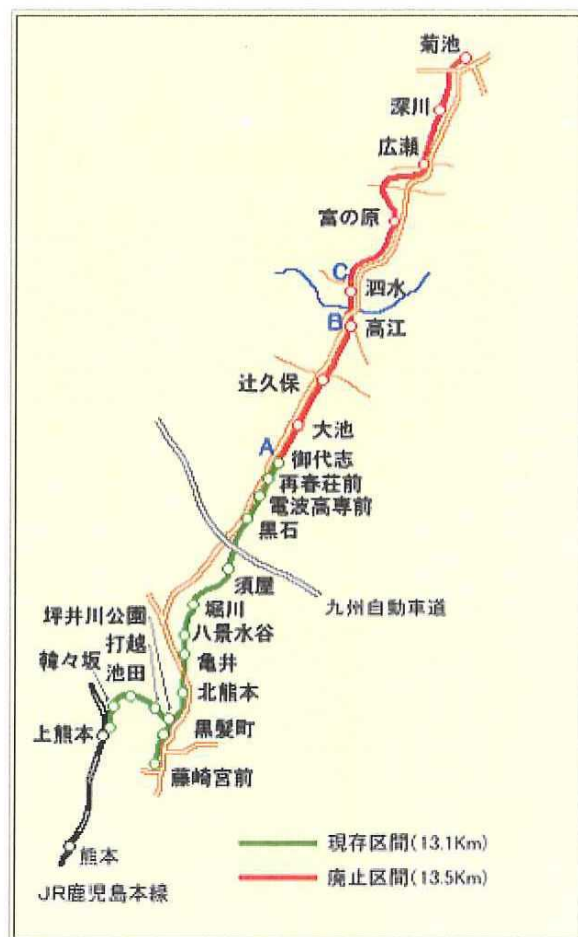 菊池
深川
広瀬
富の原
C
泗水
B
高江
辻久保
大池
A
御代志
再春荘前
電波高専前
黒石
須屋
九州自動車道
堀川
坪井川公園
八景水谷
打越
亀井
韓々坂
池田
北熊本
上熊本
黒髪町
藤崎宮前
熊本
JR鹿児島本線
現存区間(13.1Km)
廃止区間(13.5Km)